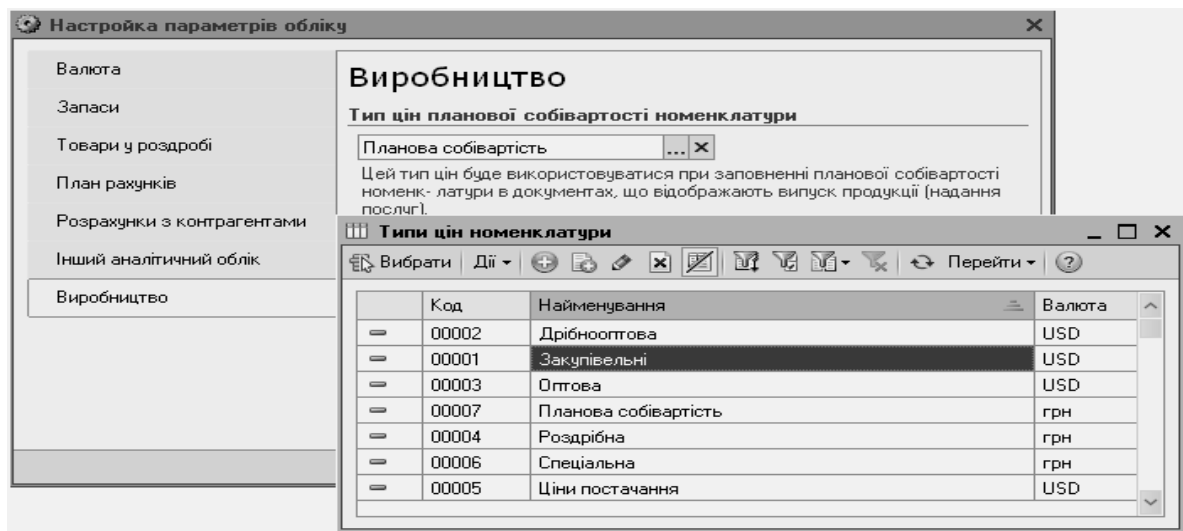 Настройка параметрів обліку
Валюта
Запаси
Товари у роздробі
План рахунків
Розрахунки з контрагентами
Інший аналітичний облік
Виробництво
Виробництво
Тип цін планової собівартості номенклатури
Планова собівартість ...
Цей тип цін буде використовуватися при заповненні планової собівартості
номенк- латури в документах, що відображають випуск продукції (надання
послуг).
Типи цін номенклатури
Вибрати Дії Перейти ?
Код Найменування Валюта
00002 Дрібнооптова USD
00001 Закупівельні USD
00003 Оптова USD
00007 Планова собівартість грн
00004 Роздрібна грн
00006 Спеціальна грн
00005 Ціни постачання USD